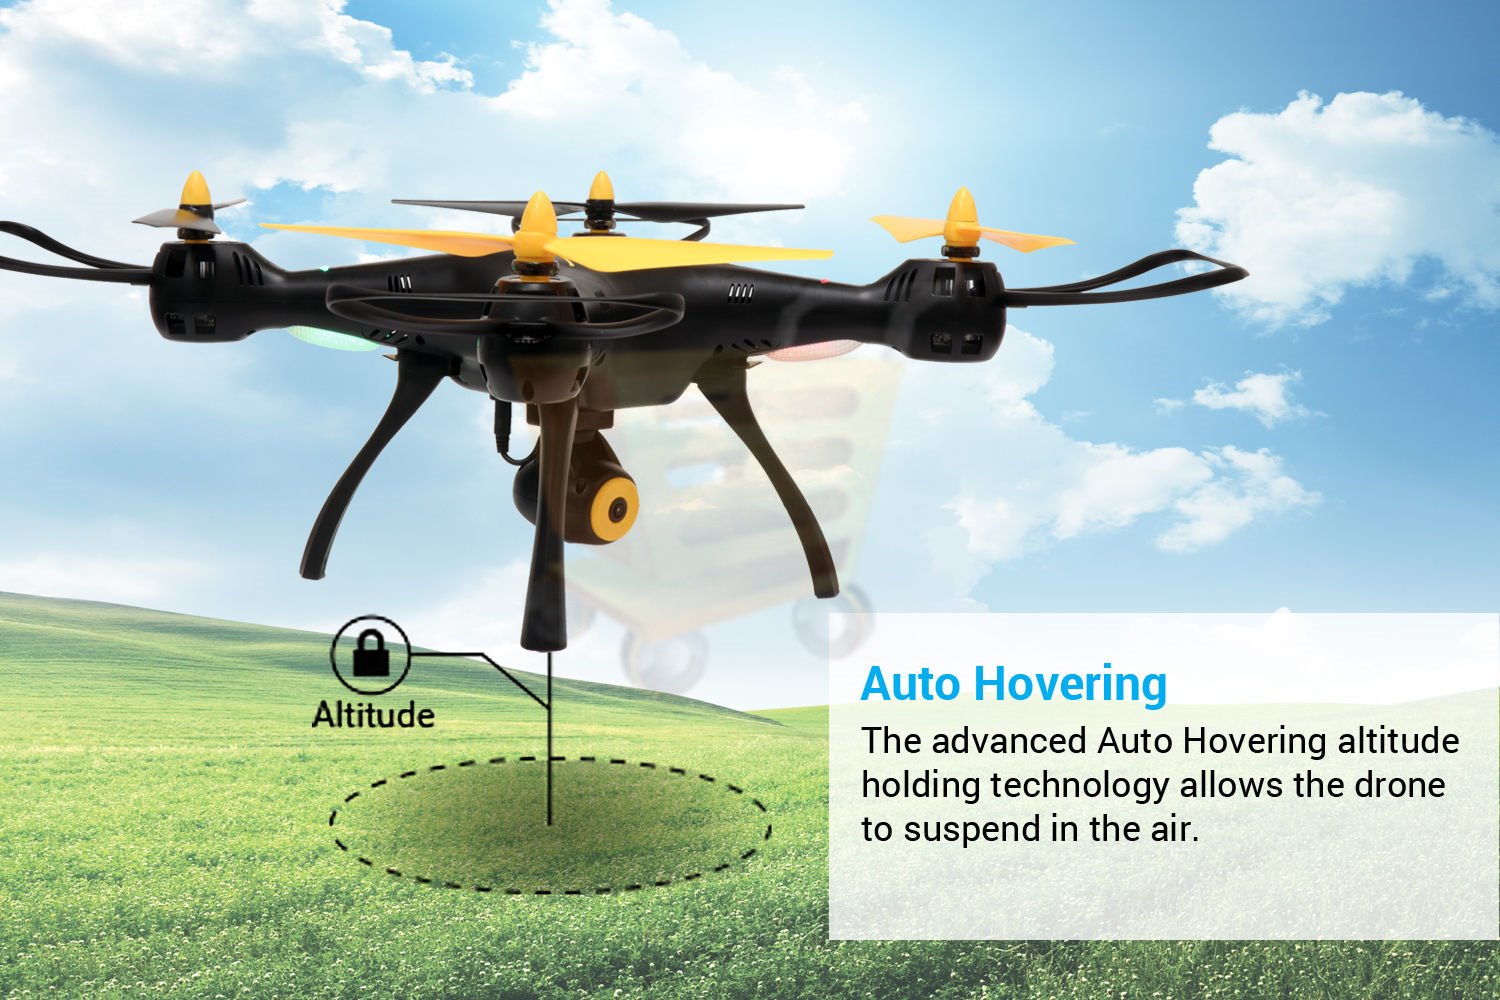 Altitude
Auto Hovering
The advanced Auto Hovering altitude
holding technology allows the drone
to suspend in the air.